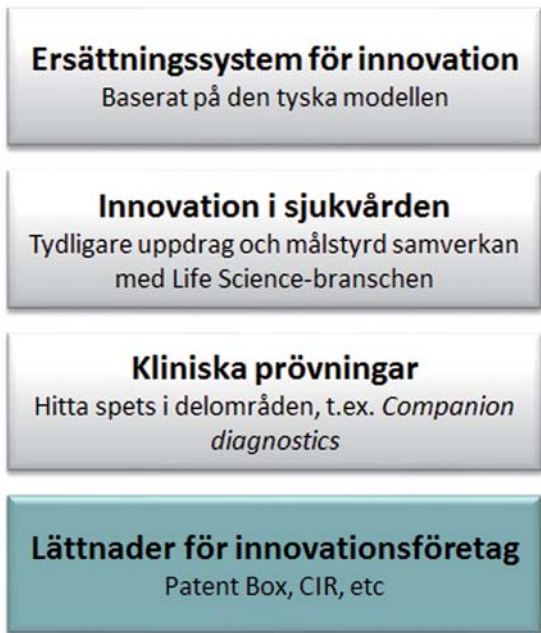 Ersättningssystem för innovation
Baserat på den tyska modellen
Innovation i sjukvården
Tydligare uppdrag och målstyrd samverkan
med Life Science-branschen
Kliniska prövningar
Hitta spets i delområden, t.ex. Companion
diagnostics
Lättnader för innovationsföretag
Patent Box, CIR, etc